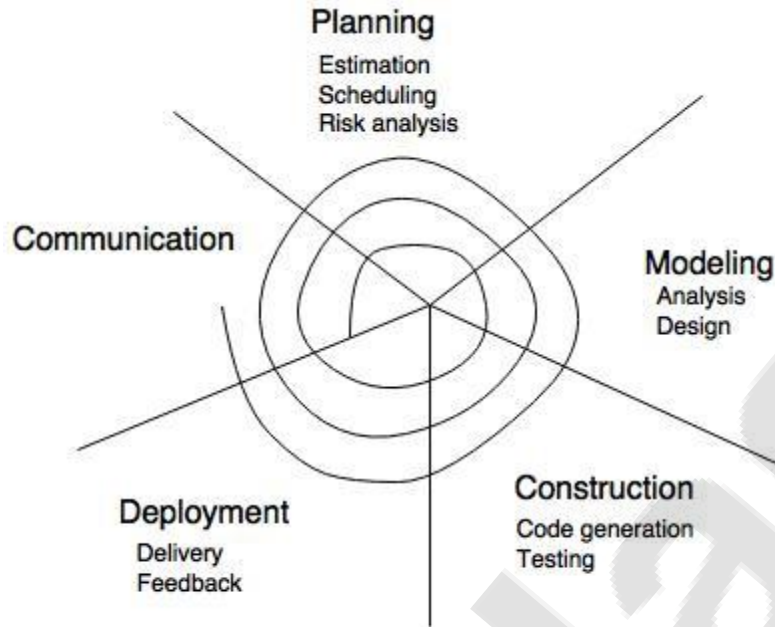 Planning
Estimation
Scheduling
Risk analysis
Communication
Modeling
Analysis
Design
Construction
Code generation
Testing
Deployment
Delivery
Feedback